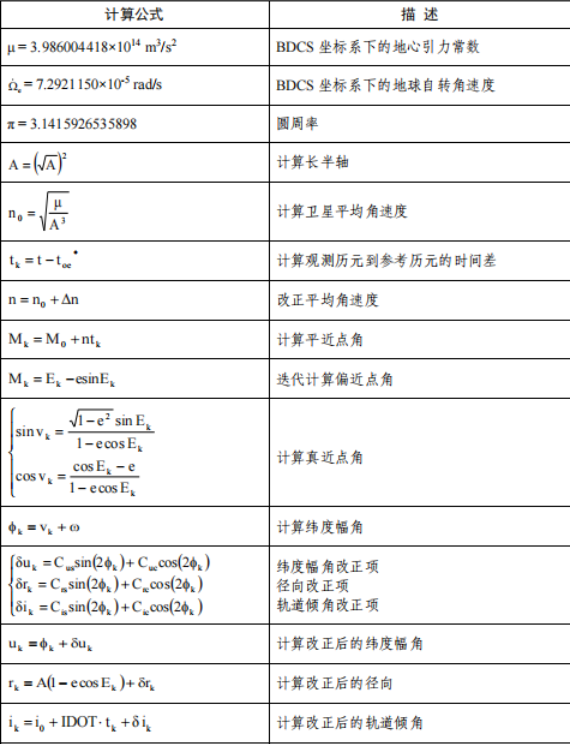 计算公式 描 述
μ = 3.986004418×10¹⁴ m³/s² BDCS 坐标系下的地心引力常数
Ω̇ₑ = 7.2921150×10⁻⁵ rad/s BDCS 坐标系下的地球自转角速度
π = 3.1415926535898 圆周率
A = (√A)² 计算长半轴
n₀ = √(μ/A³) 计算卫星平均角速度
tₖ = t − tₒₑ* 计算观测历元到参考历元的时间差
n = n₀ + Δn 改正平均角速度
Mₖ = M₀ + ntₖ 计算平近点角
Mₖ = Eₖ − esinEₖ 迭代计算偏近点角
sin vₖ = √(1 − e²) sin Eₖ / (1 − e cos Eₖ)
cos vₖ = (cos Eₖ − e) / (1 − e cos Eₖ)
计算真近点角
ϕₖ = vₖ + ω 计算纬度幅角
δuₖ = C_us sin(2ϕₖ) + C_uc cos(2ϕₖ) 纬度幅角改正项
δrₖ = C_rs sin(2ϕₖ) + C_rc cos(2ϕₖ) 径向改正项
δiₖ = C_is sin(2ϕₖ) + C_ic cos(2ϕₖ) 轨道倾角改正项
uₖ = ϕₖ + δuₖ 计算改正后的纬度幅角
rₖ = A(1 − e cos Eₖ) + δrₖ 计算改正后的径向
iₖ = i₀ + IDOT · tₖ + δiₖ 计算改正后的轨道倾角